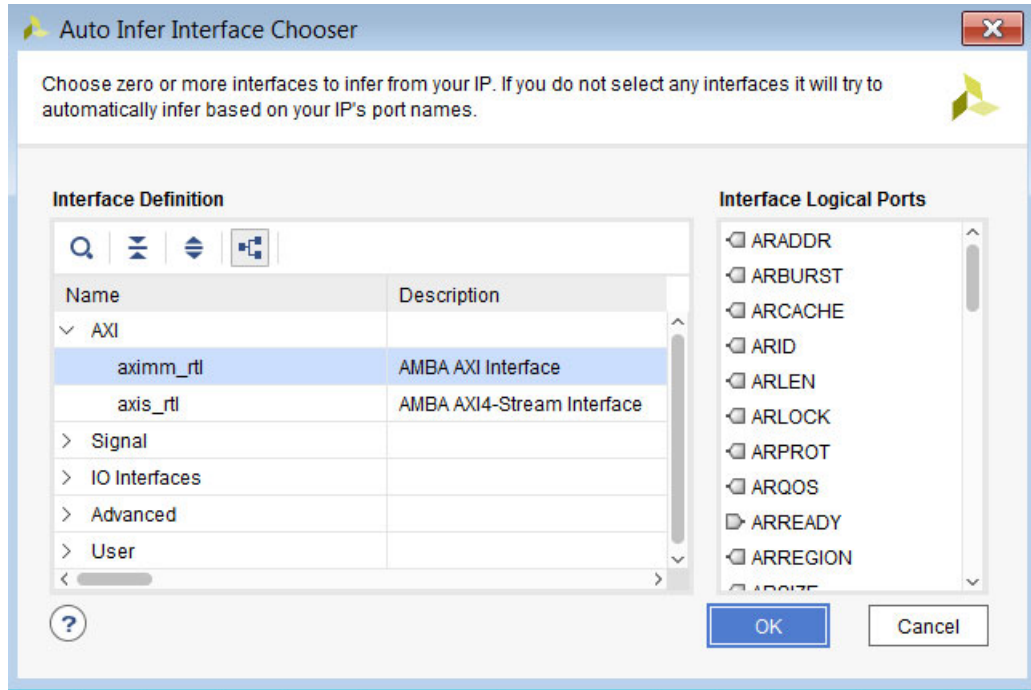 Auto Infer Interface Chooser
Choose zero or more interfaces to infer from your IP. If you do not select any interfaces it will try to
automatically infer based on your IP's port names.
Interface Definition
Name Description
AXI
aximm_rtl AMBA AXI Interface
axis_rtl AMBA AXI4-Stream Interface
Signal
IO Interfaces
Advanced
User
Interface Logical Ports
ARADDR
ARBURST
ARCACHE
ARID
ARLEN
ARLOCK
ARPROT
ARQOS
ARREADY
ARREGION
?
OK Cancel